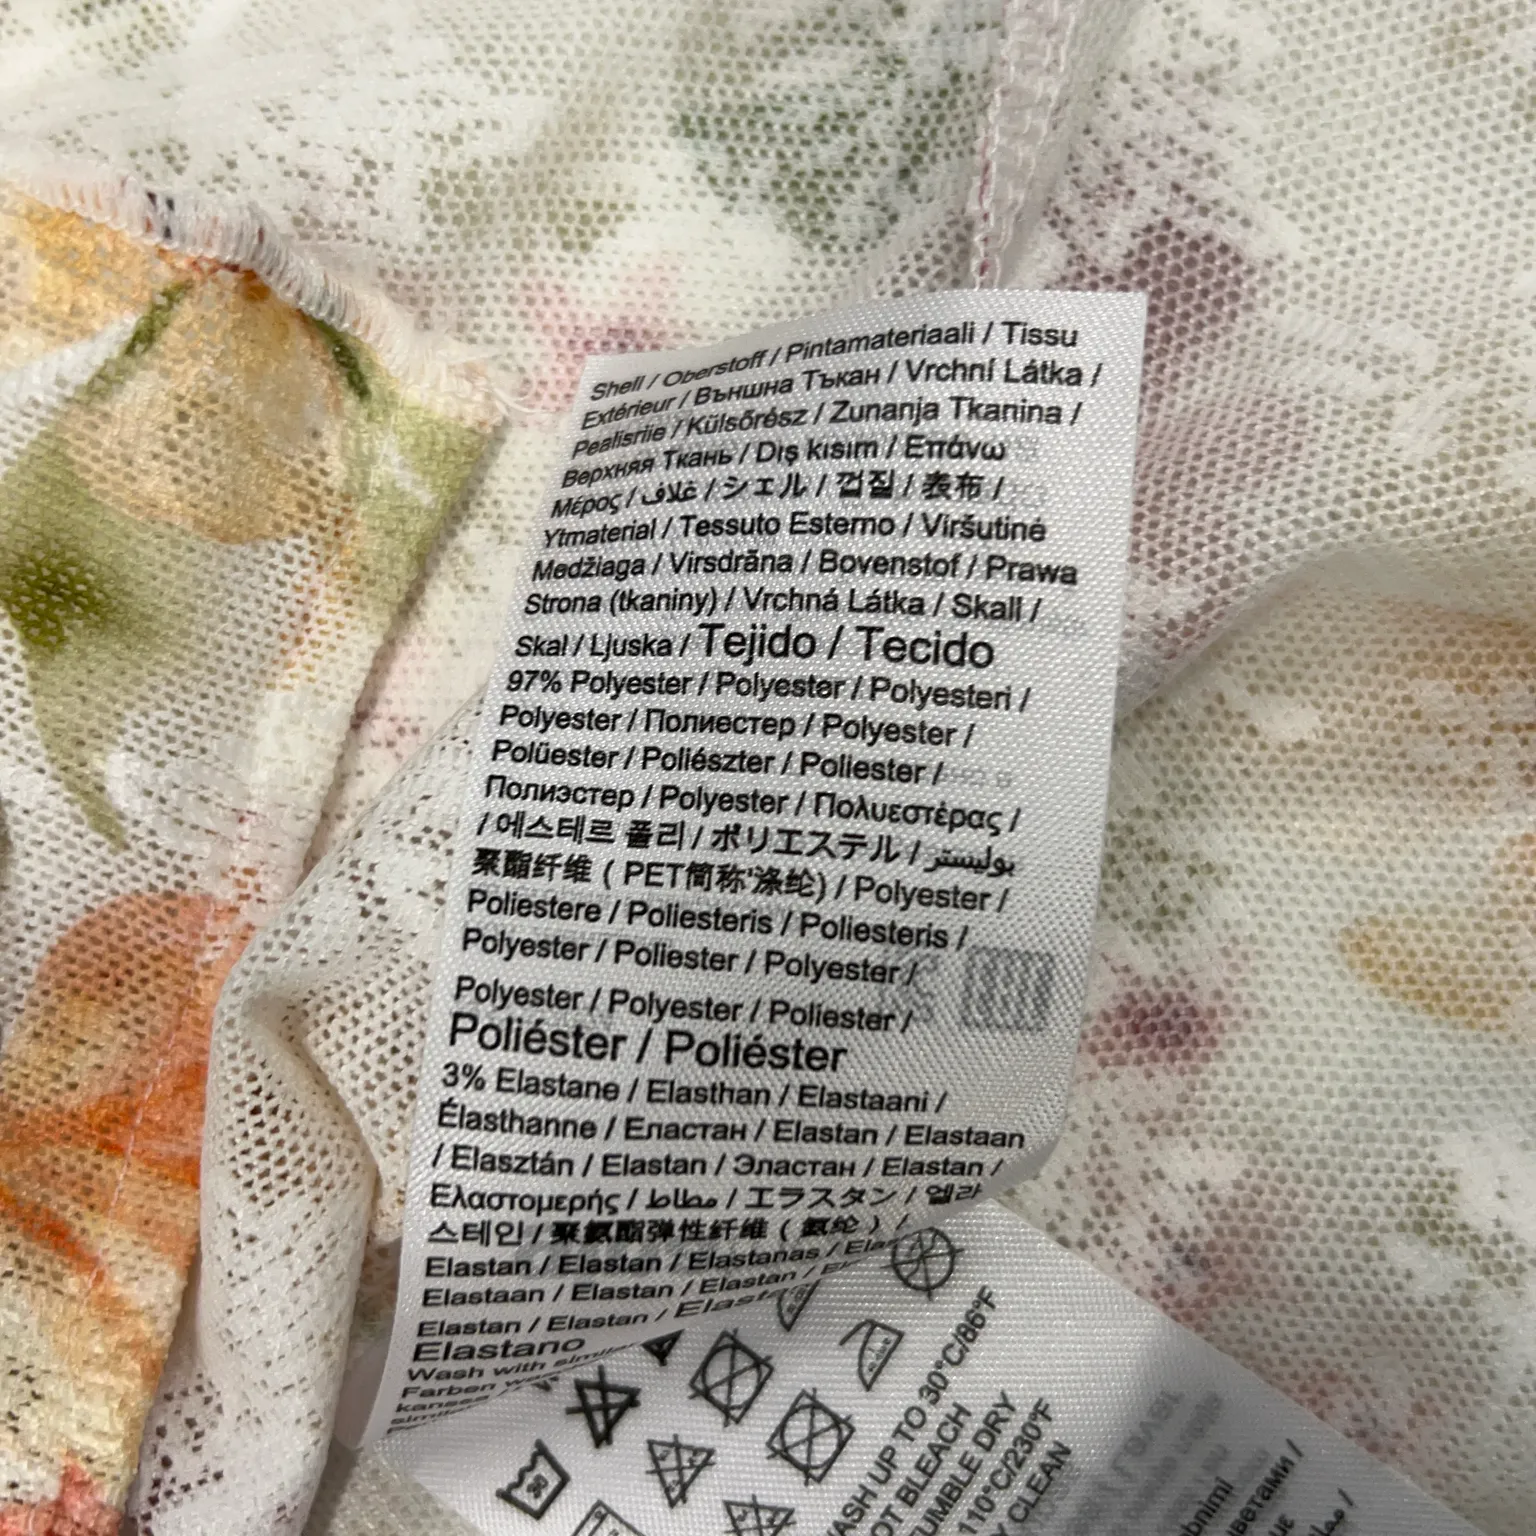 Shell / Oberstoff / Pintamateriaali / Tissu
Extérieur / Външна Тъкан / Vrchní Látka /
Pealisriie / Külsőrész / Zunanja Tkanina /
Верхняя Ткань / Dış kısım / Επάνω
Μέρος / غلاف / シェル / 껍질 / 表布 /
Ytmaterial / Tessuto Esterno / Viršutinė
Medžiaga / Virsdrāna / Bovenstof / Prawa
Strona (tkaniny) / Vrchná Látka / Skall /
Skal / Ljuska / Tejido / Tecido
97% Polyester / Polyester / Polyesteri /
Polyester / Полиестер / Polyester /
Polüester / Poliészter / Poliester /
Полиэстер / Polyester / Πολυεστέρας /
/ 에스테르 폴리 / ポリエステル / بوليستر
聚酯纤维 ( PET简称'涤纶) / Polyester /
Poliestere / Poliesteris / Poliesteris /
Polyester / Poliester / Polyester /
Polyester / Polyester / Poliester /
Poliéster / Poliéster
3% Elastane / Elasthan / Elastaani /
Élasthanne / Еластан / Elastan / Elastaan
/ Elasztán / Elastan / Эластан / Elastan /
Ελαστομερής / مطاط / エラスタン / 엘라
스테인 / 聚氨酯弹性纤维 ( 氨纶 ) /
Elastan / Elastan / Elastanas /
Elastaan / Elastan / Elastan /
Elastan / Elastan /
Elastano
Wash with
Farben
kanssa
30
UP TO 30°C/86°F
BLEACH
DRY
110°C/230°F
CLEAN